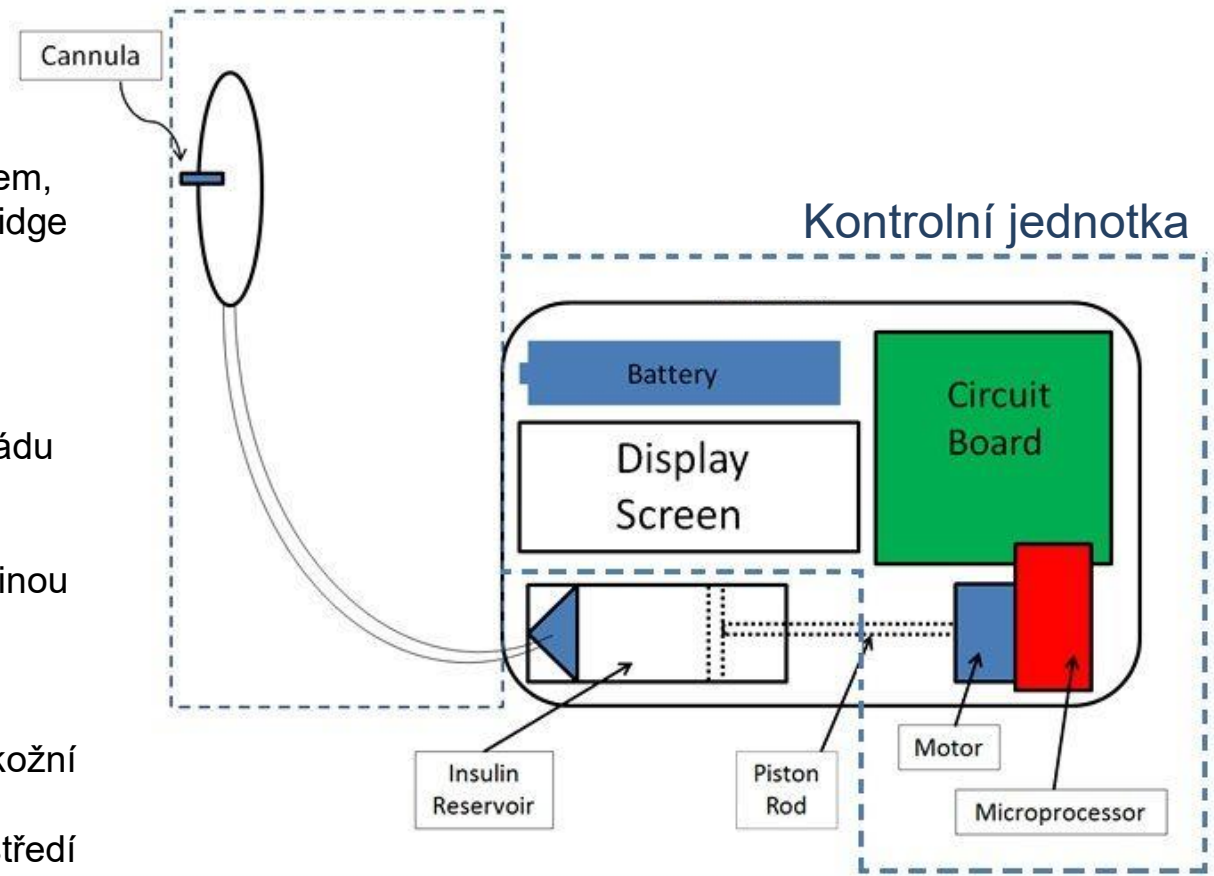 Cannula
em,
idge
Kontrolní jednotka
Battery
Circuit
Board
Display
Screen
ádu
inou
kožní
středí
Insulin
Reservoir
Piston
Rod
Motor
Microprocessor